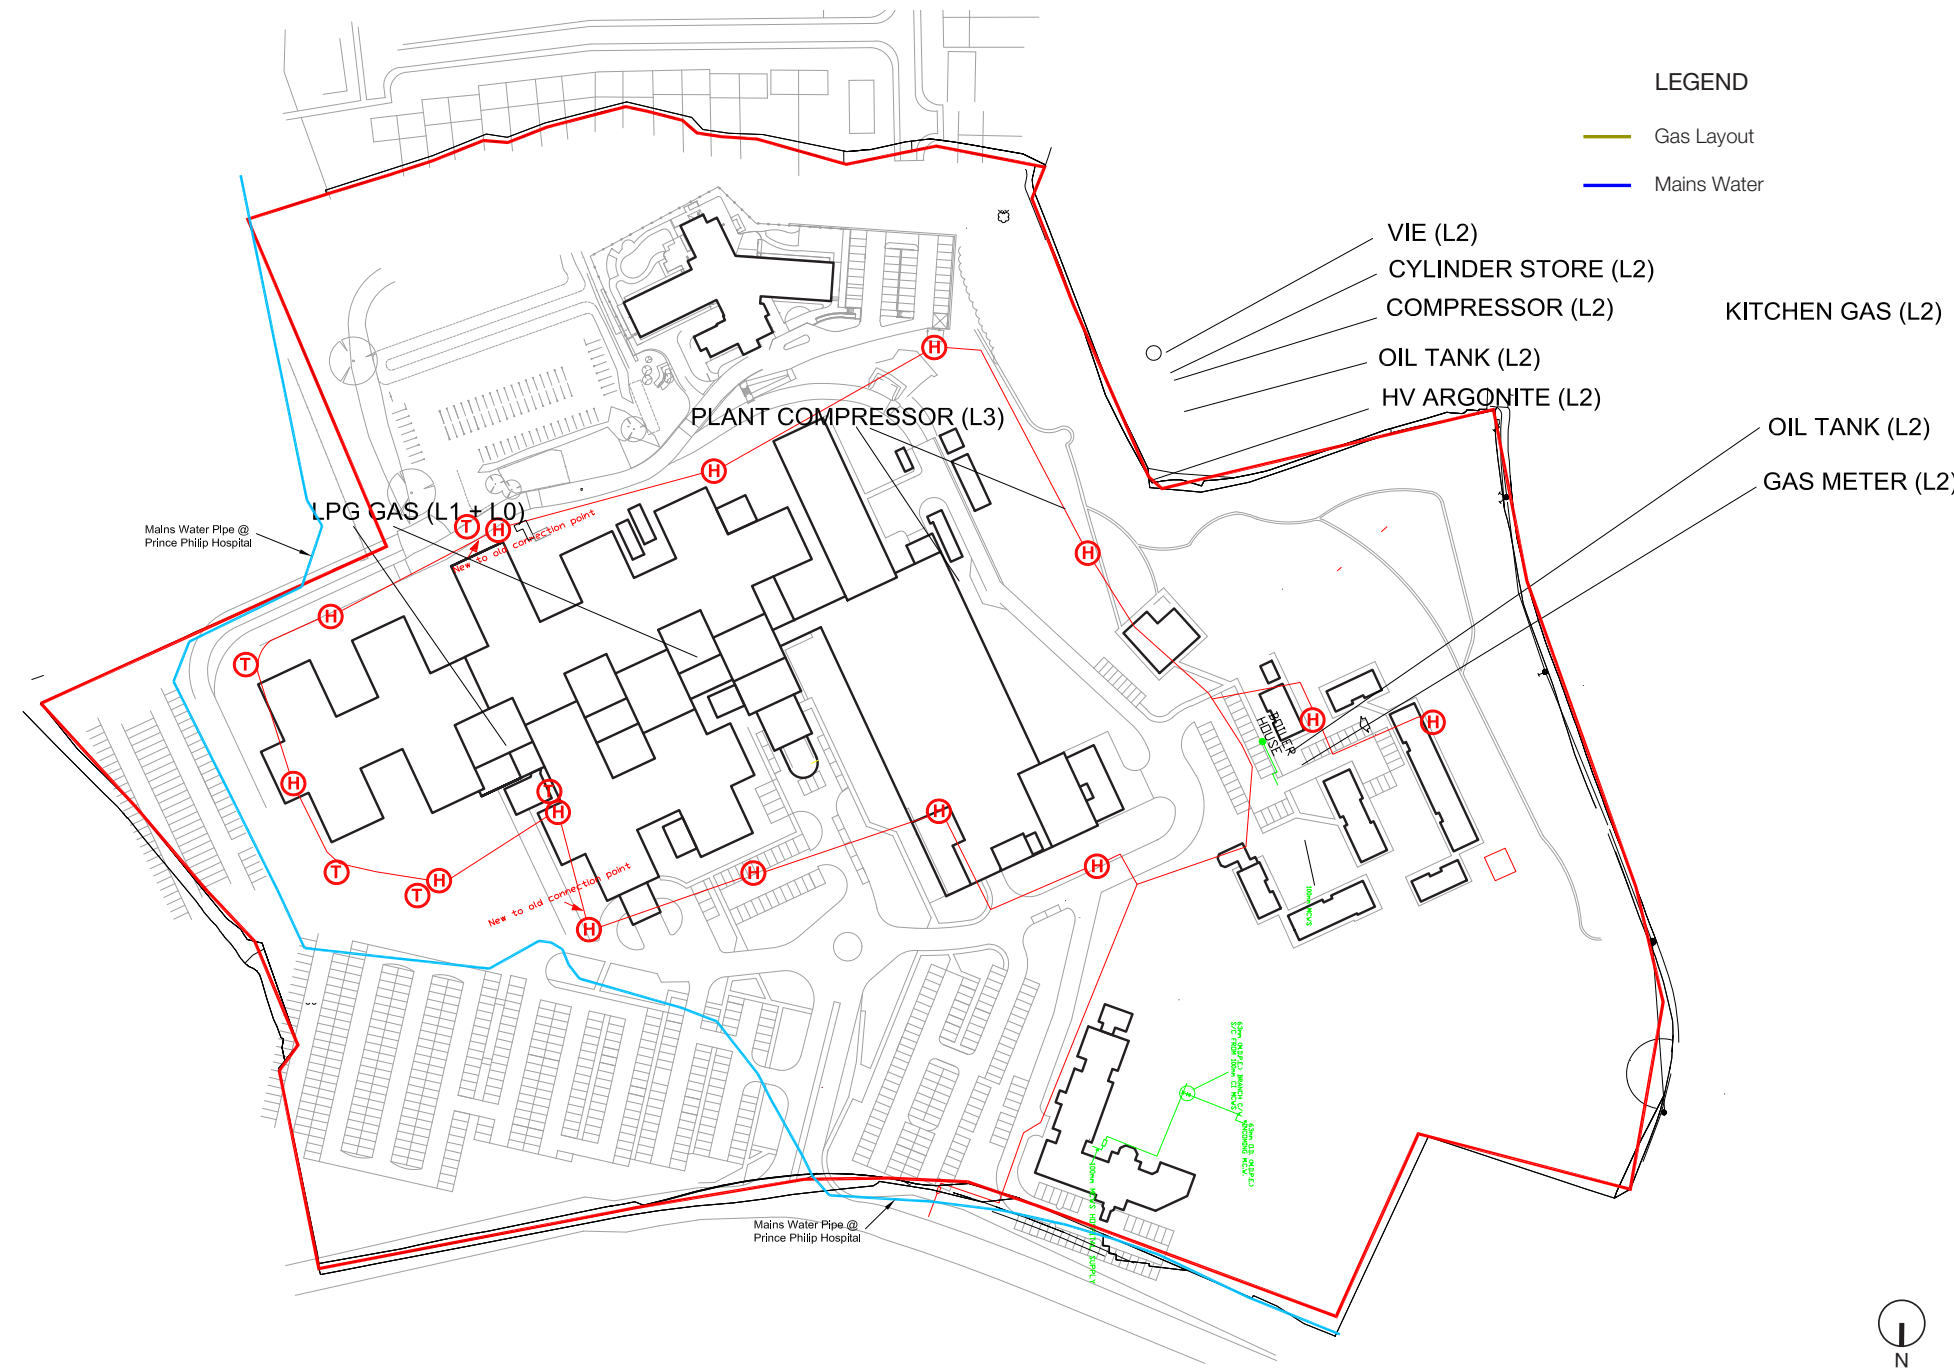 LEGEND
Gas Layout
Mains Water
VIE (L2)
CYLINDER STORE (L2)
COMPRESSOR (L2)
KITCHEN GAS (L2)
OIL TANK (L2)
HV ARGONITE (L2)
OIL TANK (L2)
GAS METER (L2)
PLANT COMPRESSOR (L3)
LPG GAS (L1 + L0)
Mains Water Pipe @
Prince Philip Hospital
New to old connection point
H
H
T
H
H
H
T
BOILER
HOUSE
H
H
H
T
H
H
H
H
T
H
T
New to old connection point
H
Mains Water Pipe @
Prince Philip Hospital
N